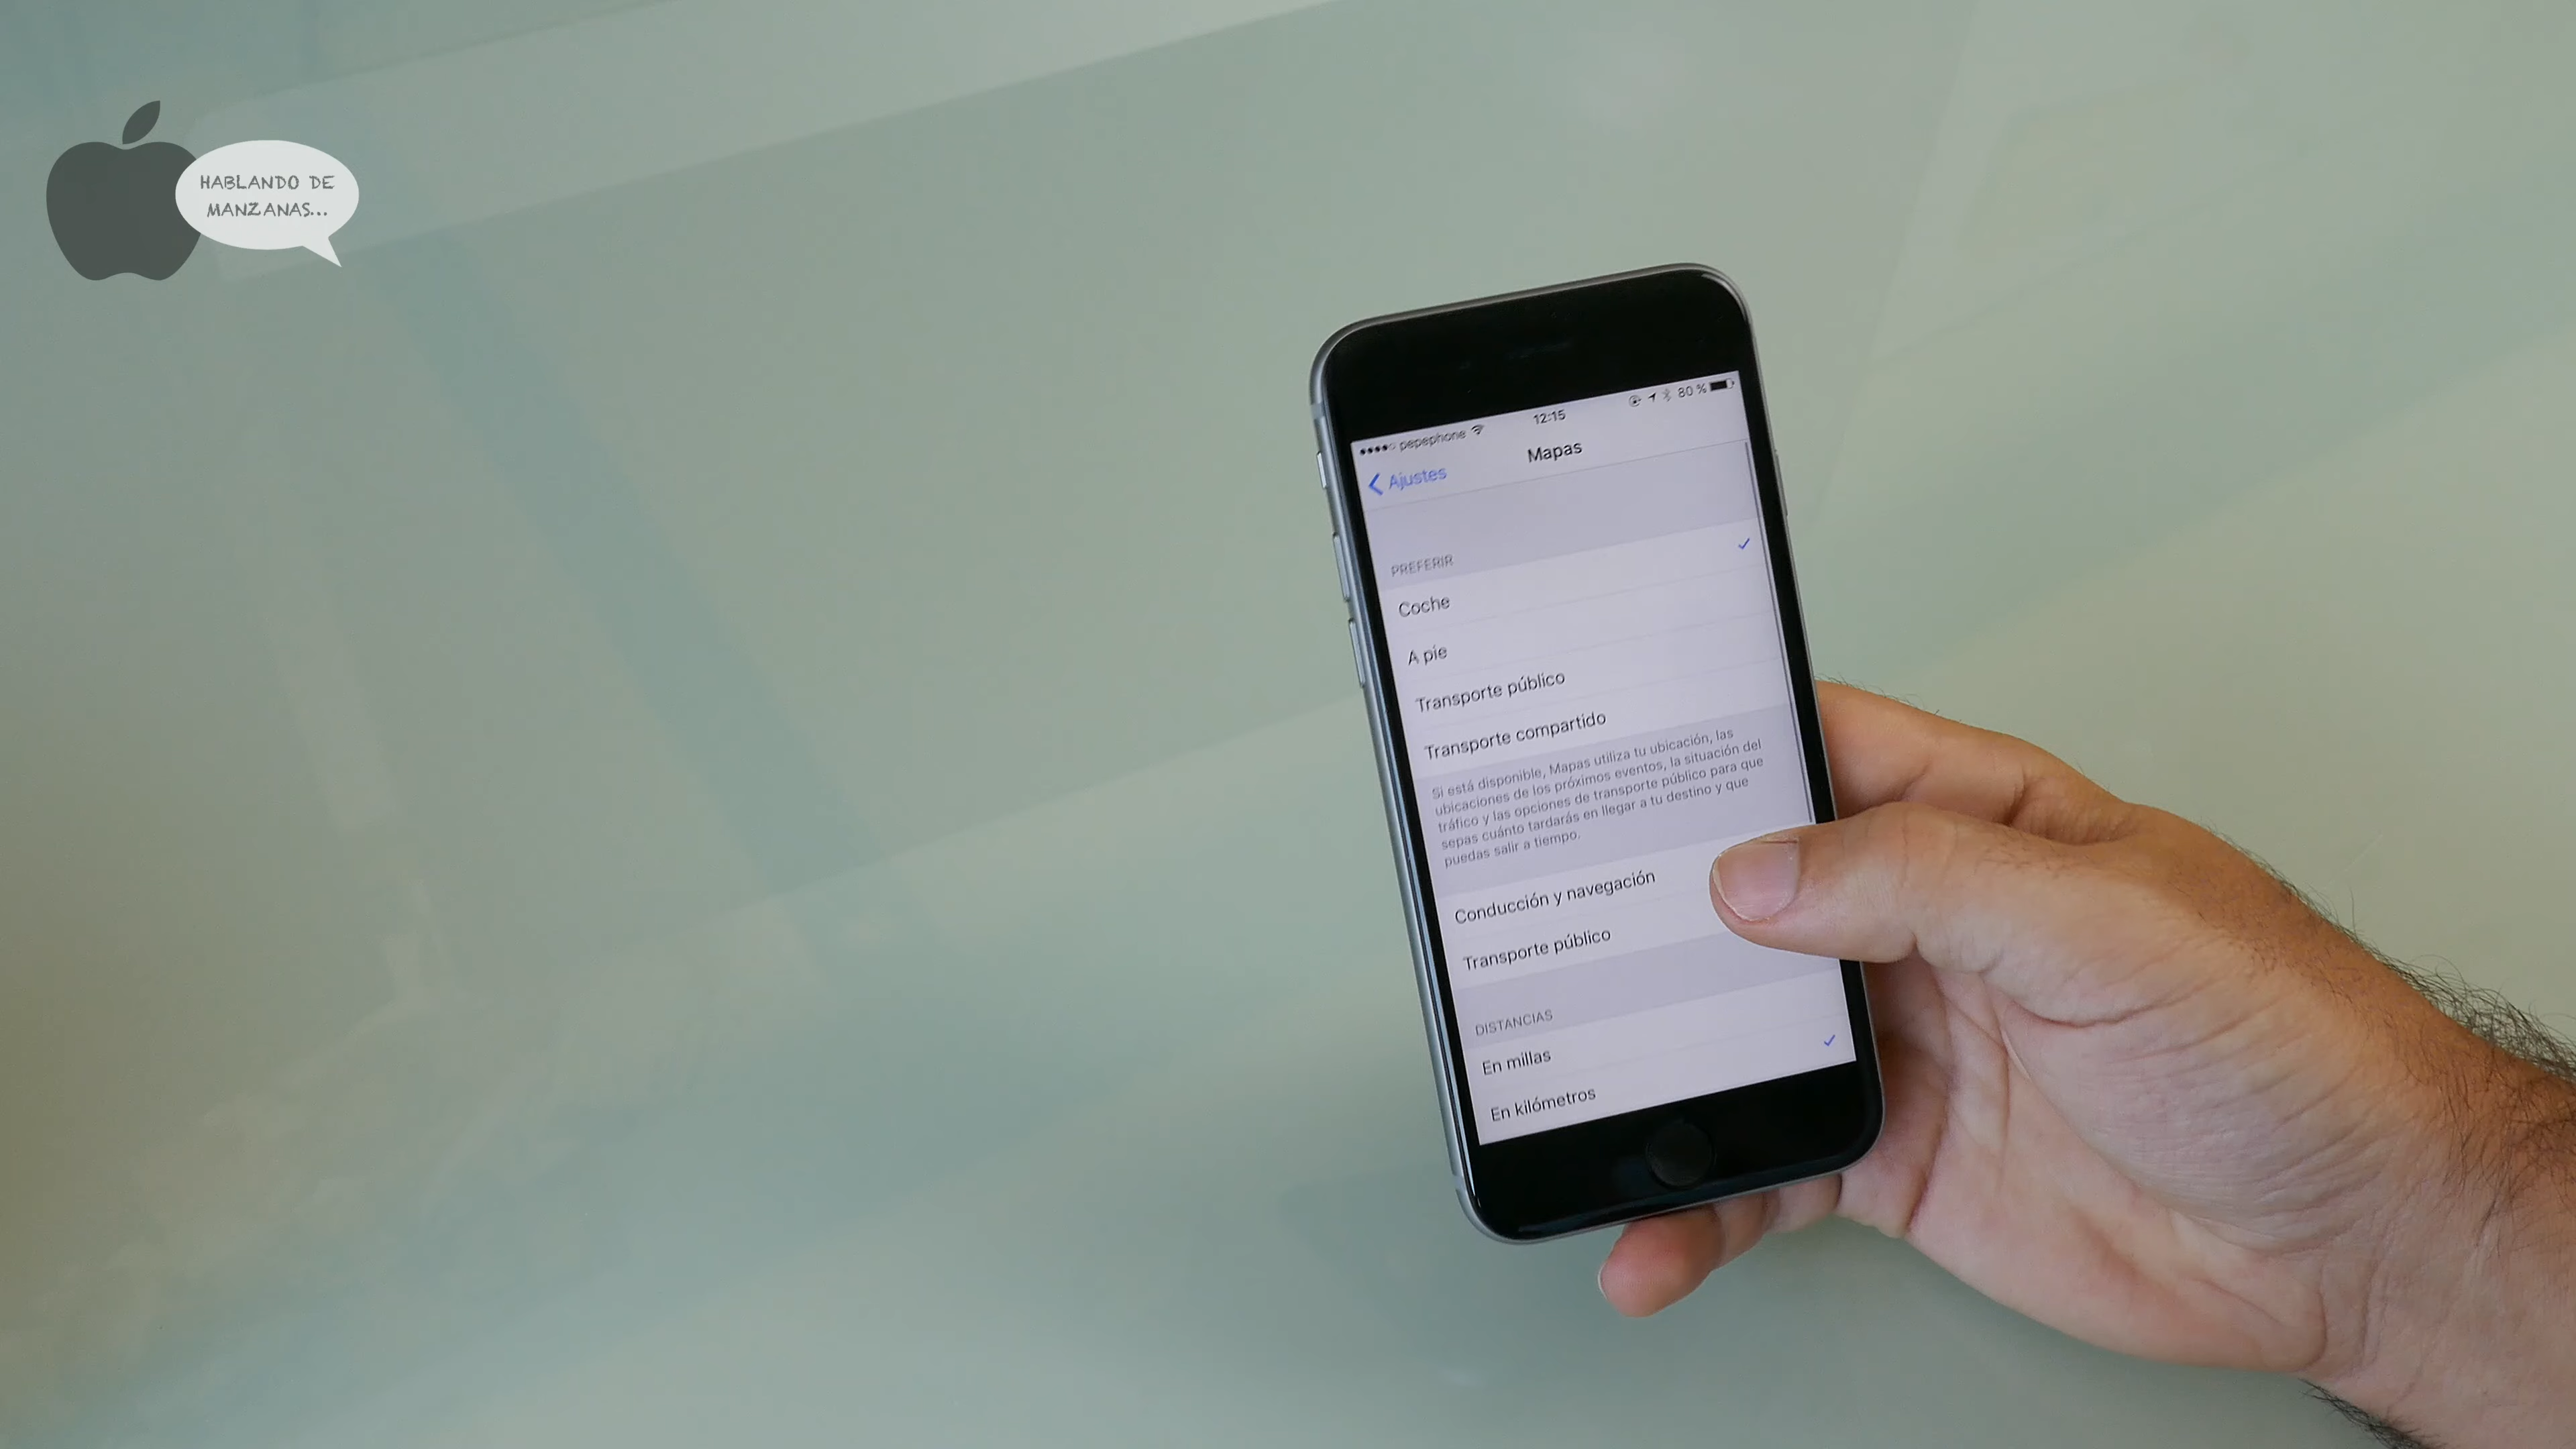 HABLANDO DE
MANZANAS...
pepephone
12:15
80 %
Ajustes
Mapas
PREFERIR
Coche
A pie
Transporte público
Transporte compartido
Si está disponible, Mapas utiliza tu ubicación, las
ubicaciones de los próximos eventos, la situación del
tráfico y las opciones de transporte público para que
sepas cuánto tardarás en llegar a tu destino y que
puedas salir a tiempo.
Conducción y navegación
Transporte público
DISTANCIAS
En millas
En kilómetros